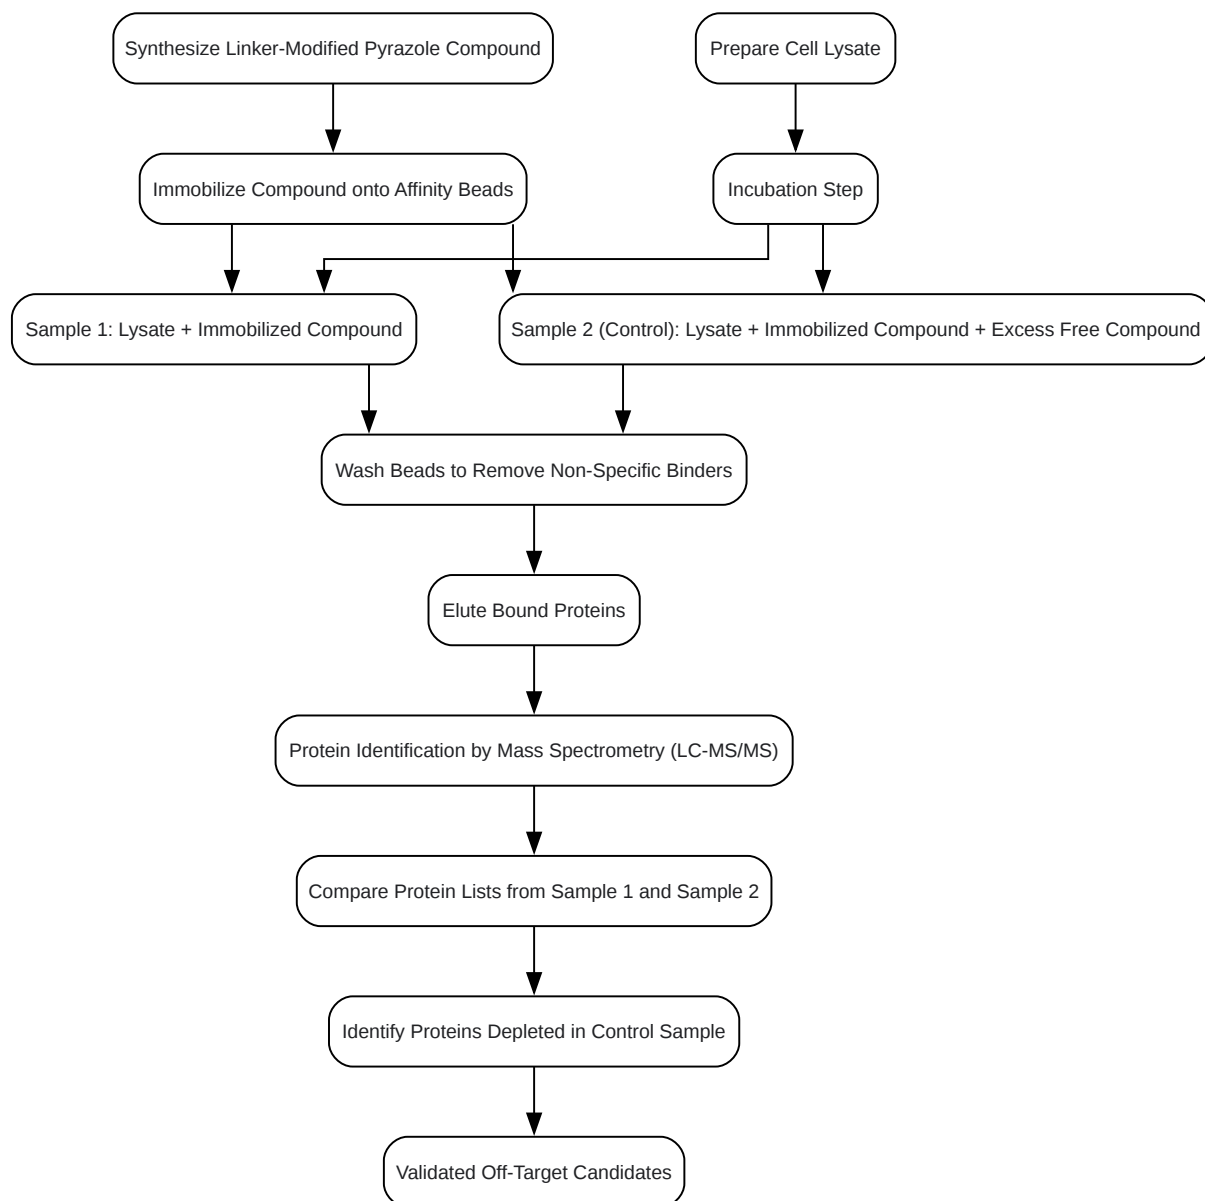 Synthesize Linker-Modified Pyrazole Compound
Prepare Cell Lysate
Immobilize Compound onto Affinity Beads
Incubation Step
Sample 1: Lysate + Immobilized Compound
Sample 2 (Control): Lysate + Immobilized Compound + Excess Free Compound
Wash Beads to Remove Non-Specific Binders
Elute Bound Proteins
Protein Identification by Mass Spectrometry (LC-MS/MS)
Compare Protein Lists from Sample 1 and Sample 2
Identify Proteins Depleted in Control Sample
Validated Off-Target Candidates